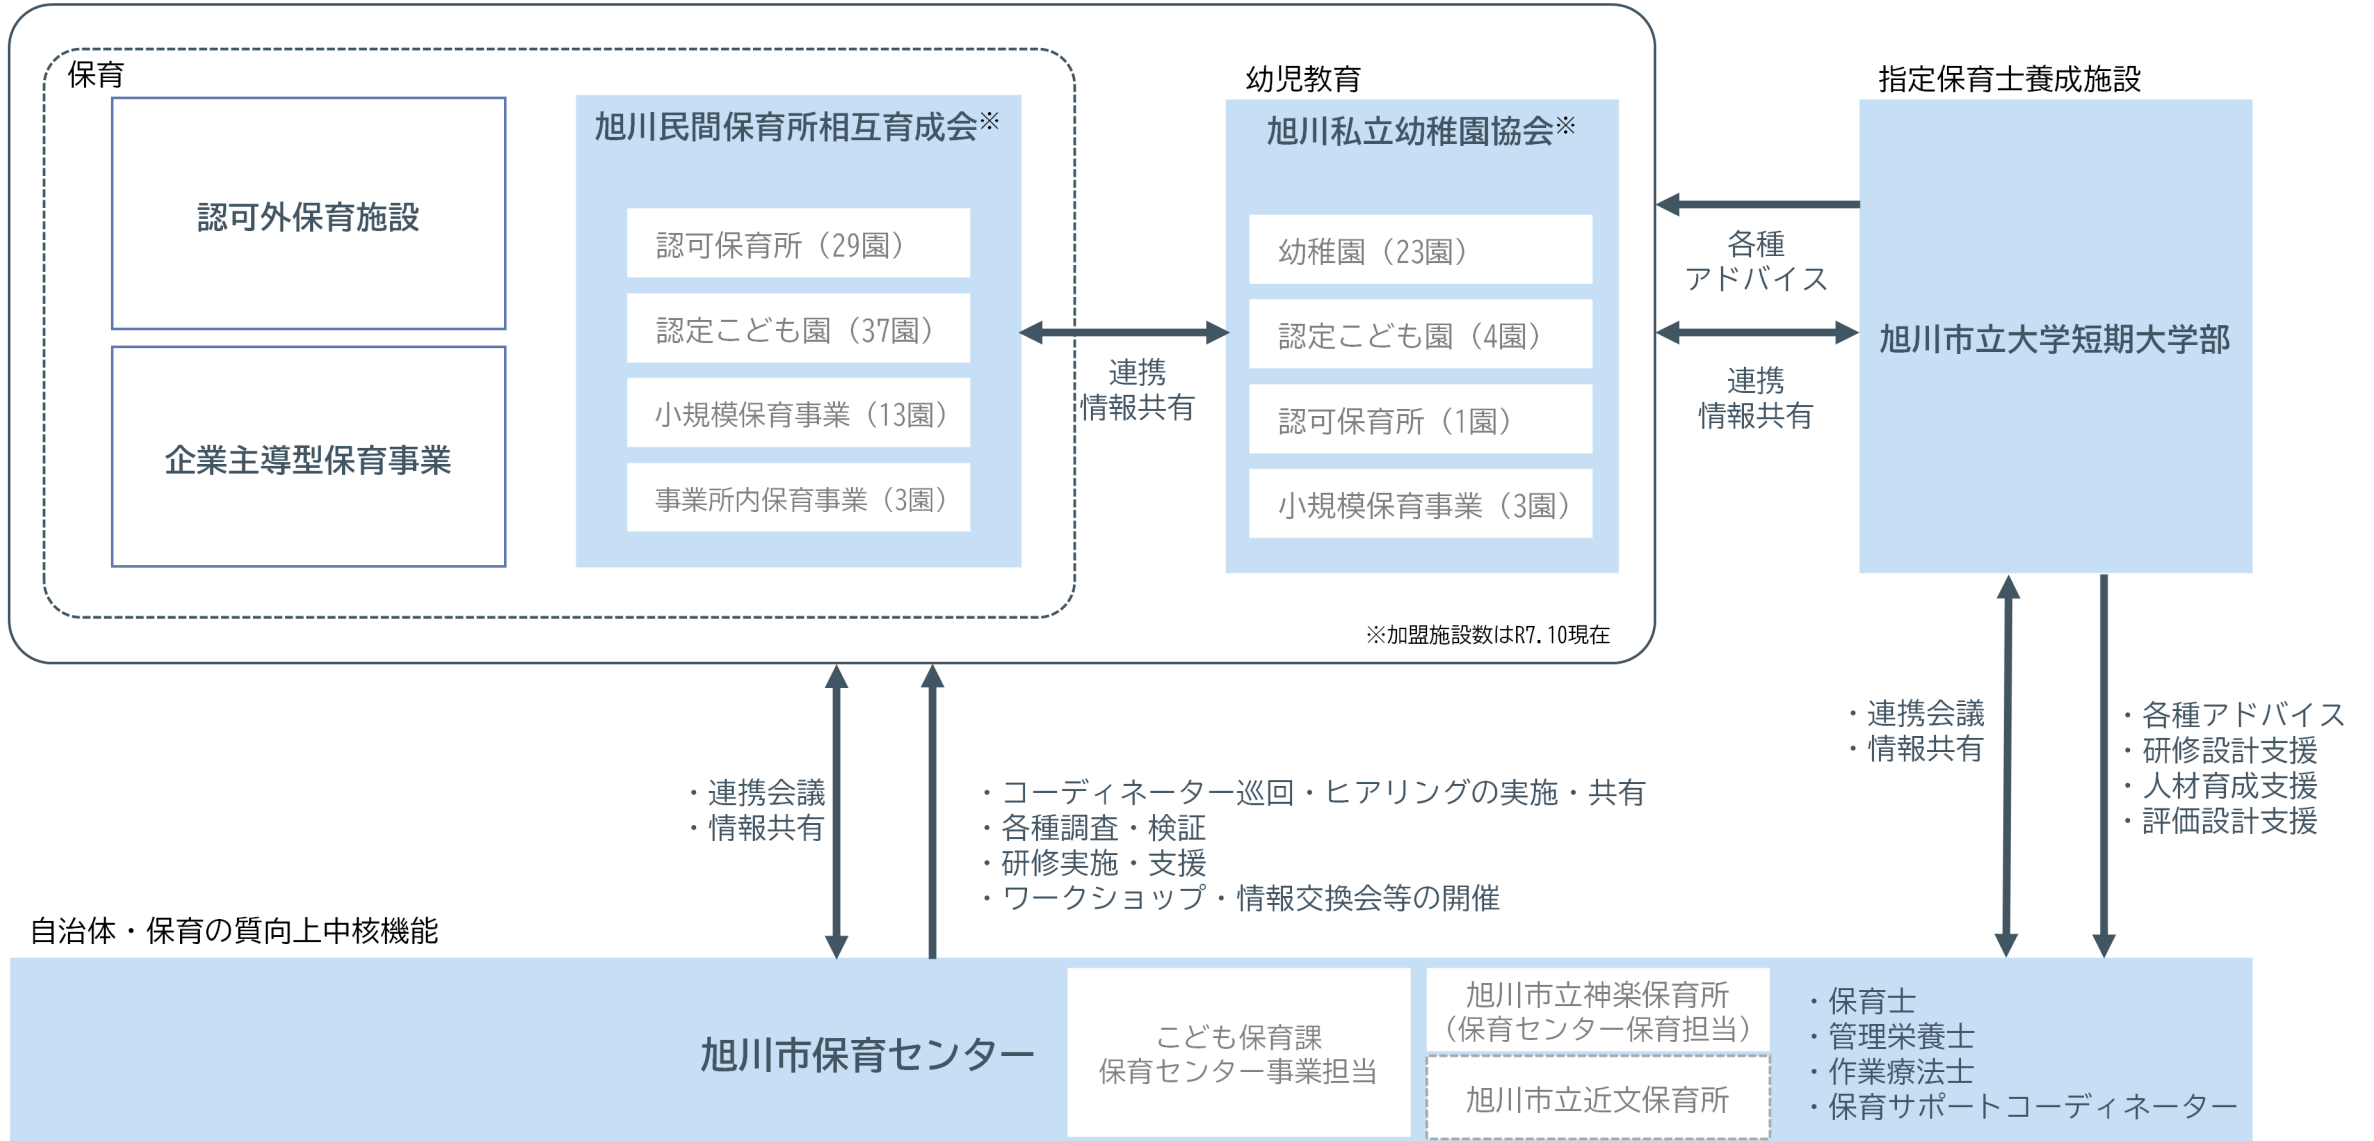 保育
認可外保育施設
企業主導型保育事業
旭川民間保育所相互育成会※
認可保育所（29園）
認定こども園（37園）
小規模保育事業（13園）
事業所内保育事業（3園）
連携
情報共有
幼児教育
旭川私立幼稚園協会※
幼稚園（23園）
認定こども園（4園）
認可保育所（1園）
小規模保育事業（3園）
※加盟施設数はR7.10現在
各種
アドバイス
連携
情報共有
指定保育士養成施設
旭川市立大学短期大学部
・連携会議
・情報共有
・コーディネーター巡回・ヒアリングの実施・共有
・各種調査・検証
・研修実施・支援
・ワークショップ・情報交換会等の開催
・連携会議
・情報共有
・各種アドバイス
・研修設計支援
・人材育成支援
・評価設計支援
自治体・保育の質向上中核機能
旭川市保育センター
こども保育課
保育センター事業担当
旭川市立神楽保育所
（保育センター保育担当）
旭川市立近文保育所
・保育士
・管理栄養士
・作業療法士
・保育サポートコーディネーター